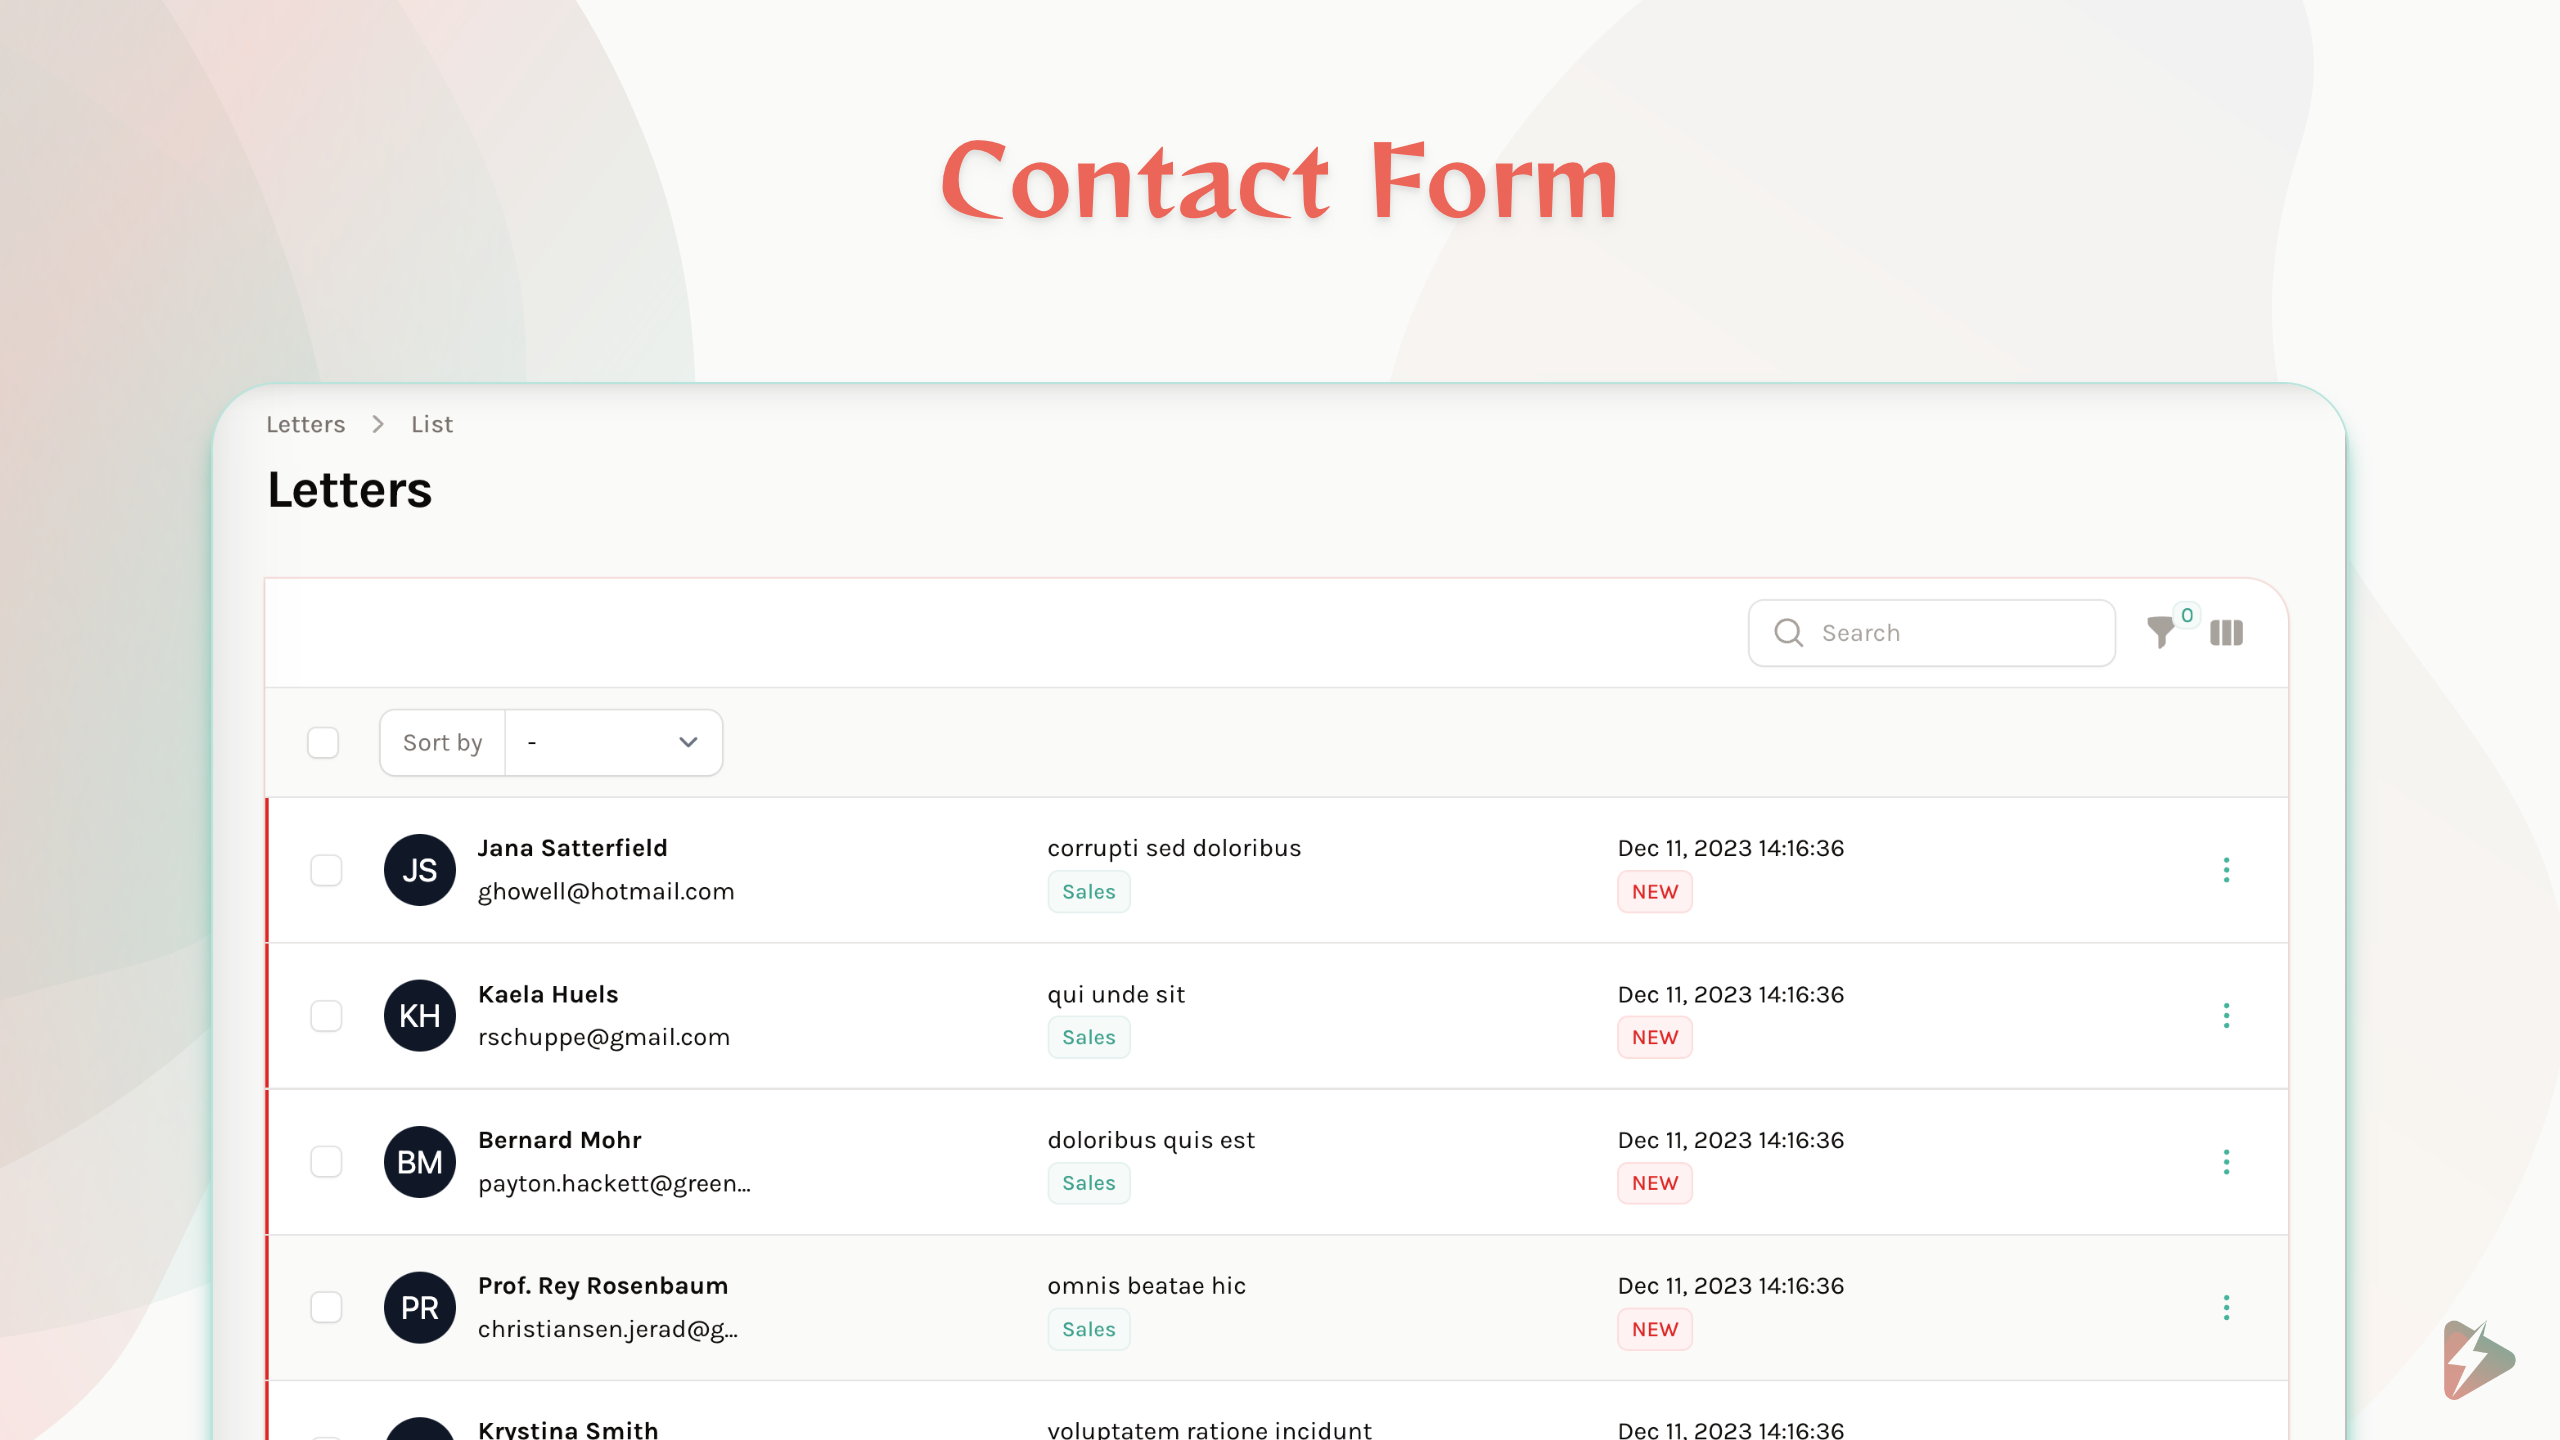 Contact Form
Letters > List
Letters
Search
0
Sort by -
JS
Jana Satterfield
ghowell@hotmail.com
corrupti sed doloribus
Sales
Dec 11, 2023 14:16:36
NEW
KH
Kaela Huels
rschuppe@gmail.com
qui unde sit
Sales
Dec 11, 2023 14:16:36
NEW
BM
Bernard Mohr
payton.hackett@green...
doloribus quis est
Sales
Dec 11, 2023 14:16:36
NEW
PR
Prof. Rey Rosenbaum
christiansen.jerad@g...
omnis beatae hic
Sales
Dec 11, 2023 14:16:36
NEW
Krystina Smith
voluptatem ratione incidunt
Dec 11, 2023 14:16:36